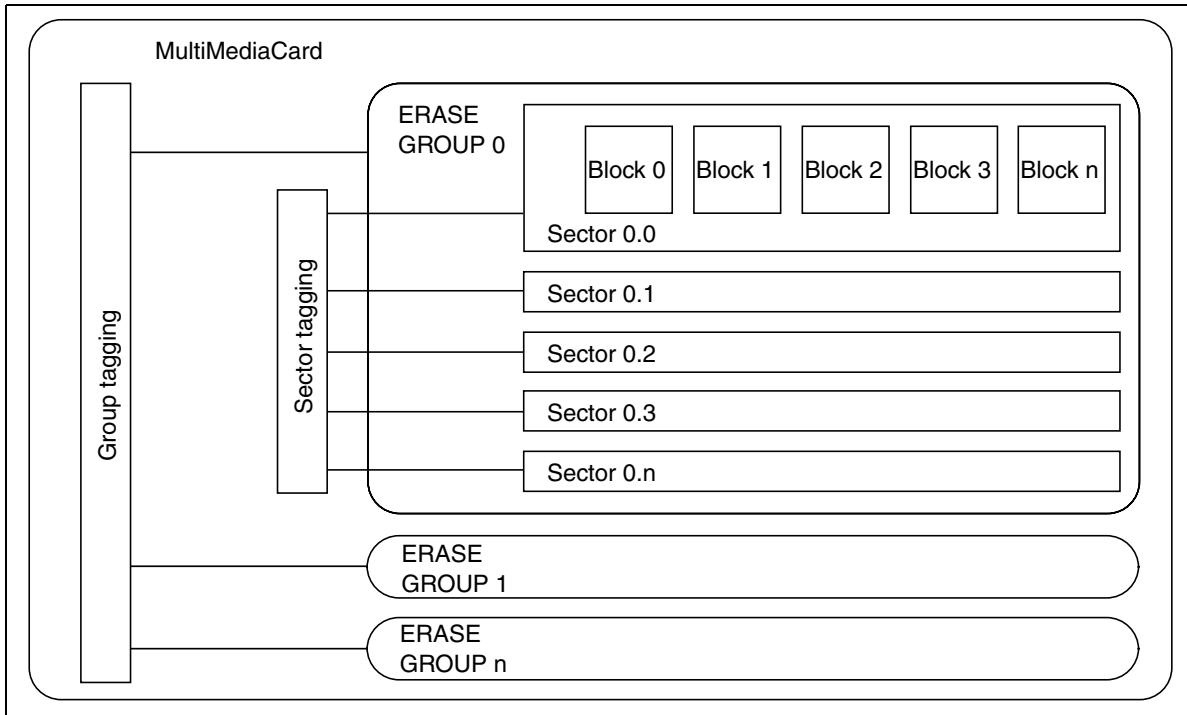 MultiMediaCard
Group tagging
Sector tagging
ERASE
GROUP 0
Block 0
Block 1
Block 2
Block 3
Block n
Sector 0.0
Sector 0.1
Sector 0.2
Sector 0.3
Sector 0.n
ERASE
GROUP 1
ERASE
GROUP n